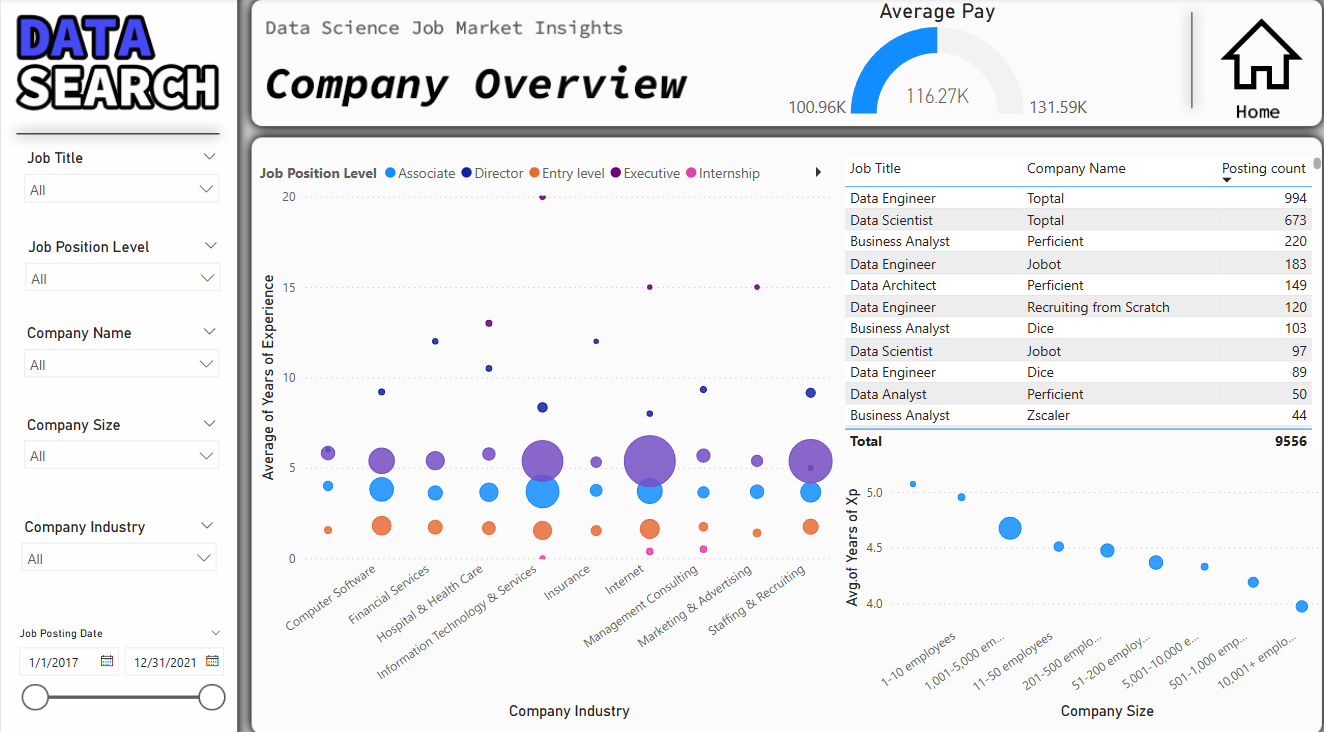 DATA
SEARCH
Job Title
All
Job Position Level
All
Company Name
All
Company Size
All
Company Industry
All
Job Posting Date
1/1/2017 12/31/2021
Data Science Job Market Insights
Company Overview
Average Pay
100.96K 116.27K 131.59K
Home
Job Position Level Associate Director Entry level Executive Internship
Average of Years of Experience
20
15
10
5
0
Computer Software
Financial Services
Hospital & Health Care
Information Technology & Services
Insurance
Internet
Management Consulting
Marketing & Advertising
Staffing & Recruiting
Company Industry
Job Title Company Name Posting count
Data Engineer Toptal 994
Data Scientist Toptal 673
Business Analyst Perficient 220
Data Engineer Jobot 183
Data Architect Perficient 149
Data Engineer Recruiting from Scratch 120
Business Analyst Dice 103
Data Scientist Jobot 97
Data Engineer Dice 89
Data Analyst Perficient 50
Business Analyst Zscaler 44
Total 9556
Avg.of Years of Xp
5.0
4.5
4.0
1-10 employees
1,001-5,000 em...
11-50 employees
201-500 emplo...
51-200 employ...
5,001-10,000 e...
501-1,000 emp...
10,001+ emplo...
Company Size